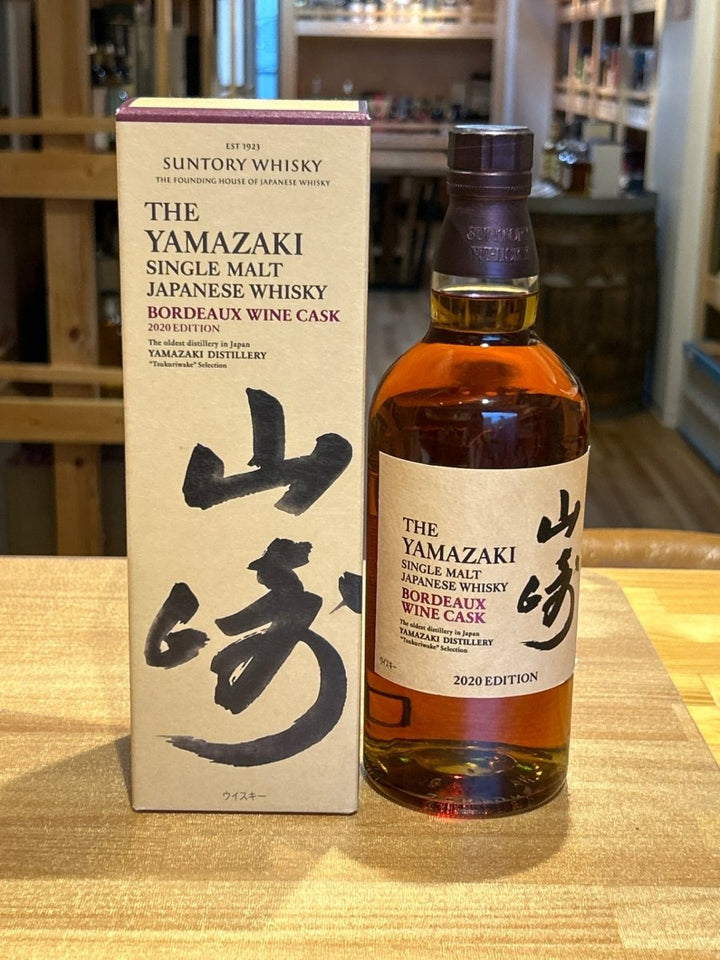 EST 1923
SUNTORY WHISKY
THE FOUNDING HOUSE OF JAPANESE WHISKY
THE
YAMAZAKI
SINGLE MALT
JAPANESE WHISKY
BORDEAUX WINE CASK
2020 EDITION
The oldest distillery in Japan
YAMAZAKI DISTILLERY
"Tsukuriwake" Selection
山崎
ウイスキー
SUNTORY
WHISKY
THE
YAMAZAKI
SINGLE MALT
JAPANESE WHISKY
BORDEAUX
WINE CASK
The oldest distillery in Japan
YAMAZAKI DISTILLERY
"Tsukuriwake" Selection
山崎
ウイスキー
2020 EDITION